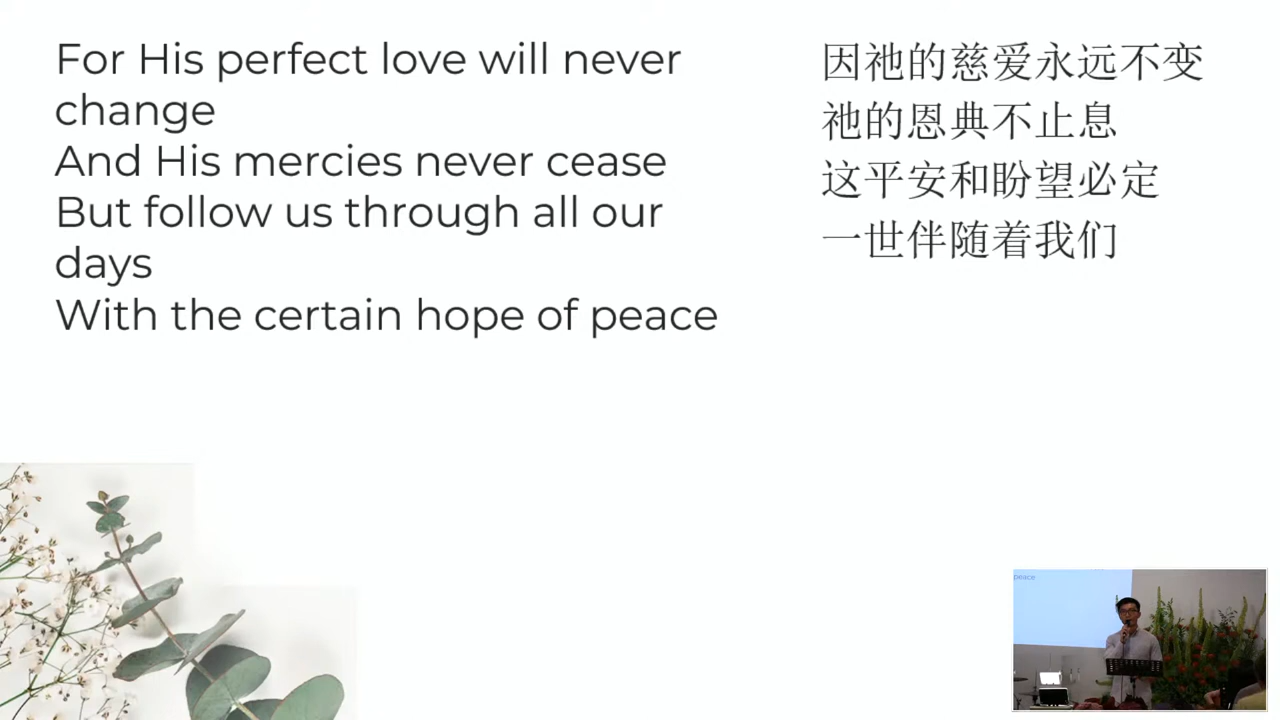 For His perfect love will never
change
And His mercies never cease
But follow us through all our
days
With the certain hope of peace
因祂的慈爱永远不变
祂的恩典不止息
这平安和盼望必定
一世伴随着我们
peace